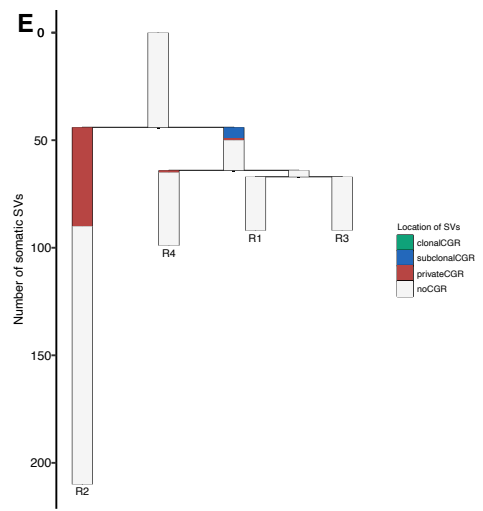 E
0
50
100
150
200
Number of somatic SVs
R2
R4
R1
R3
Location of SVs
clonalCGR
subclonalCGR
privateCGR
noCGR